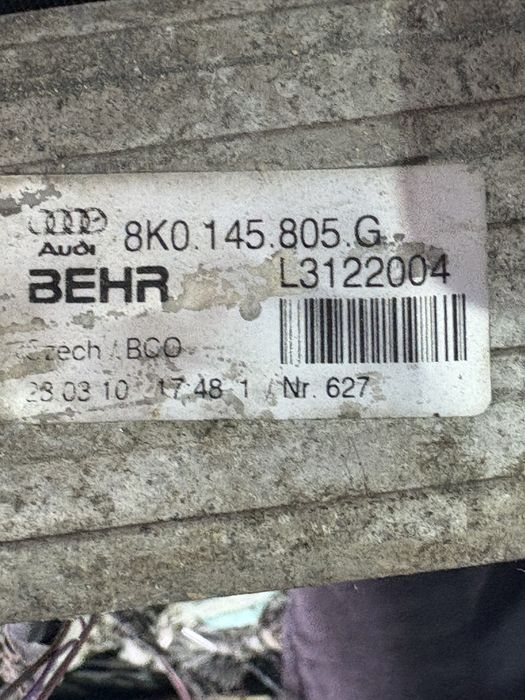 Audi 8K0.145.805.G
BEHR L3122004
Czech / BCO
28 03 10 17:48 1 / Nr. 627